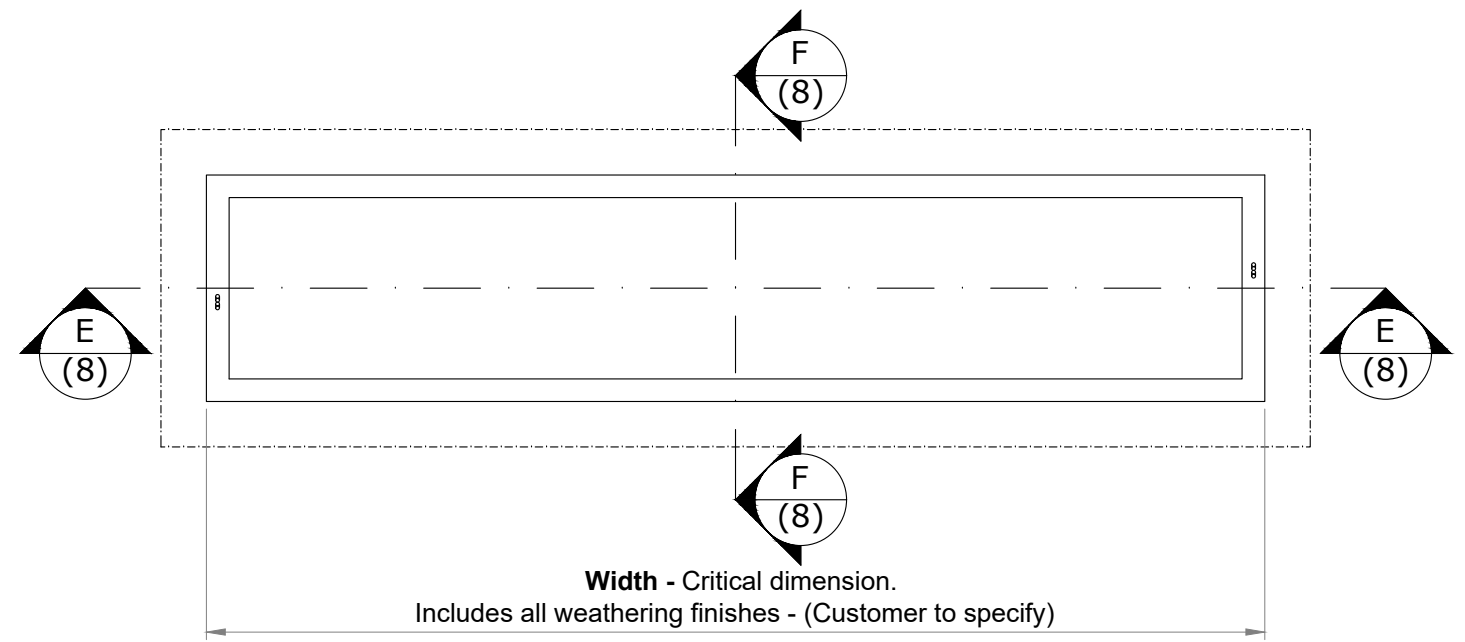 F
(8)
E
(8)
E
(8)
F
(8)
Width - Critical dimension.
Includes all weathering finishes - (Customer to specify)